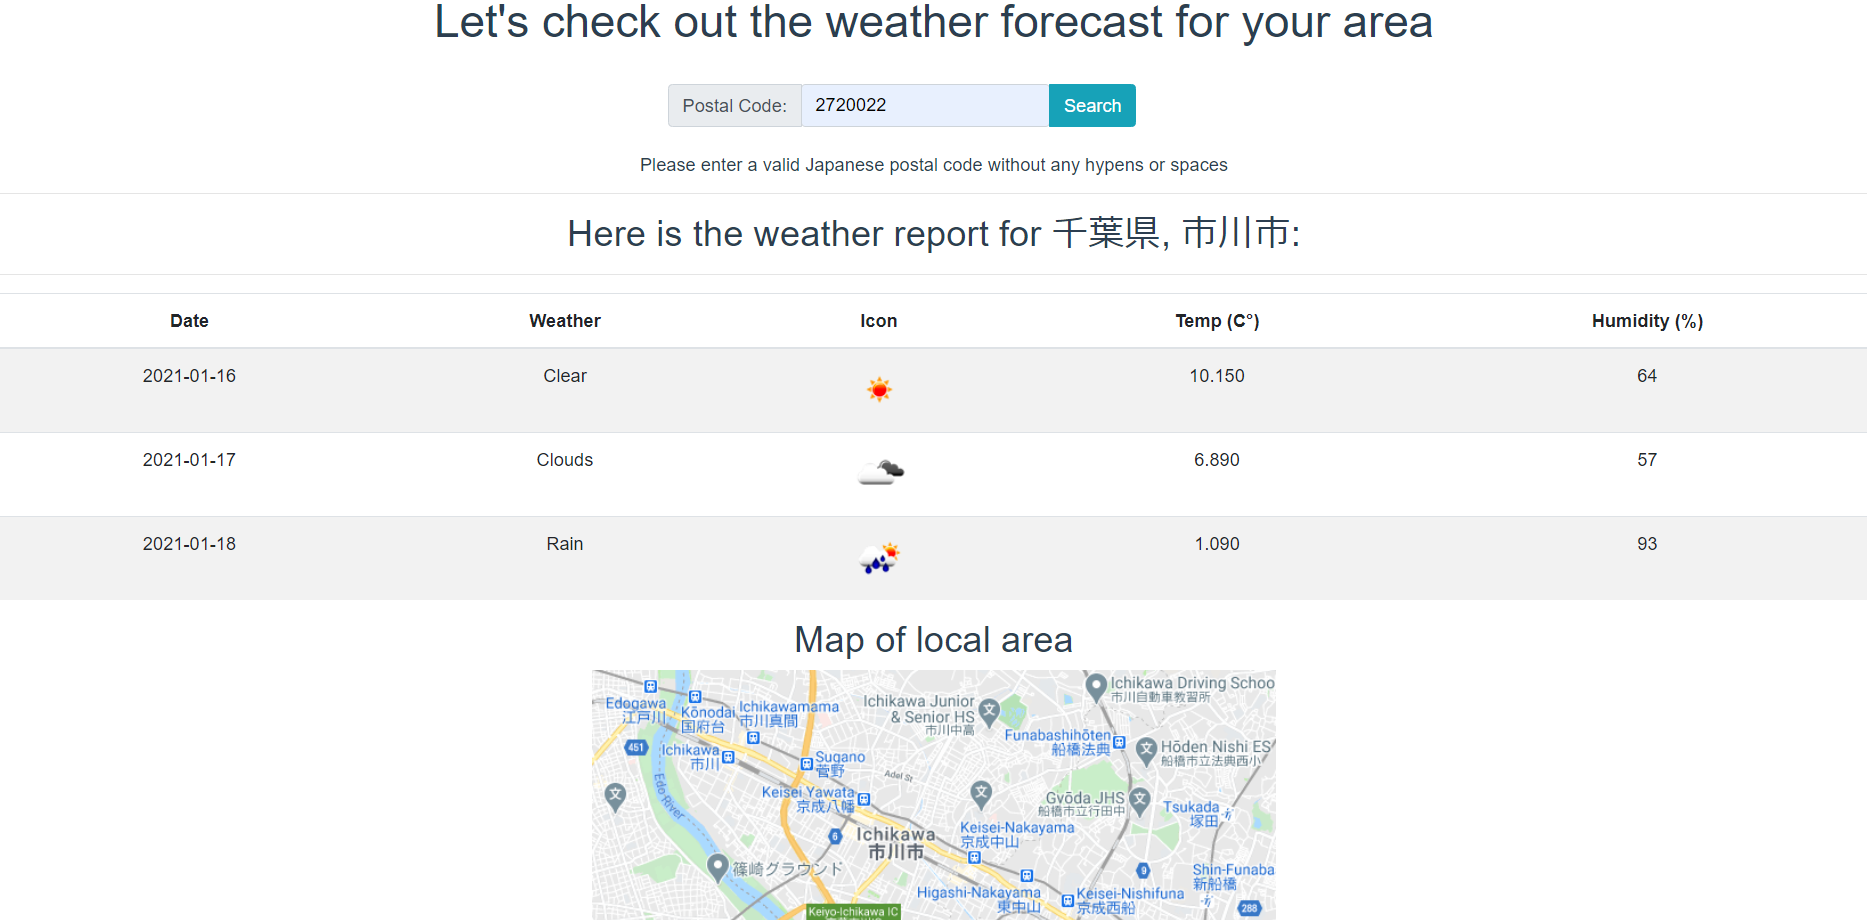 Let's check out the weather forecast for your area
Postal Code: 2720022 Search
Please enter a valid Japanese postal code without any hypens or spaces
Here is the weather report for 千葉県, 市川市:
Date Weather Icon Temp (C°) Humidity (%)
2021-01-16 Clear 10.150 64
2021-01-17 Clouds 6.890 57
2021-01-18 Rain 1.090 93
Map of local area
Edogawa
江戸川
Kōnodai
国府台
Ichikawamama
市川真間
Ichikawa Junior
& Senior HS
市川中高
Ichikawa Driving Schoo
市川自動車教習所
451
Ichikawa
市川
Sugano
菅野
Funabashihōten
船橋法典
Hōden Nishi ES
船橋市立法典西小
Adel St
Edo River
Keisei Yawata
京成八幡
Gyōda JHS
船橋市立行田中
Tsukada
塚田
6
Ichikawa
市川市
Keisei-Nakayama
京成中山
篠崎グラウンド
9
Shin-Funaba
新船橋
Higashi-Nakayama
東中山
Keisei-Nishifuna
京成西船
288
Keiyo-Ichikawa IC